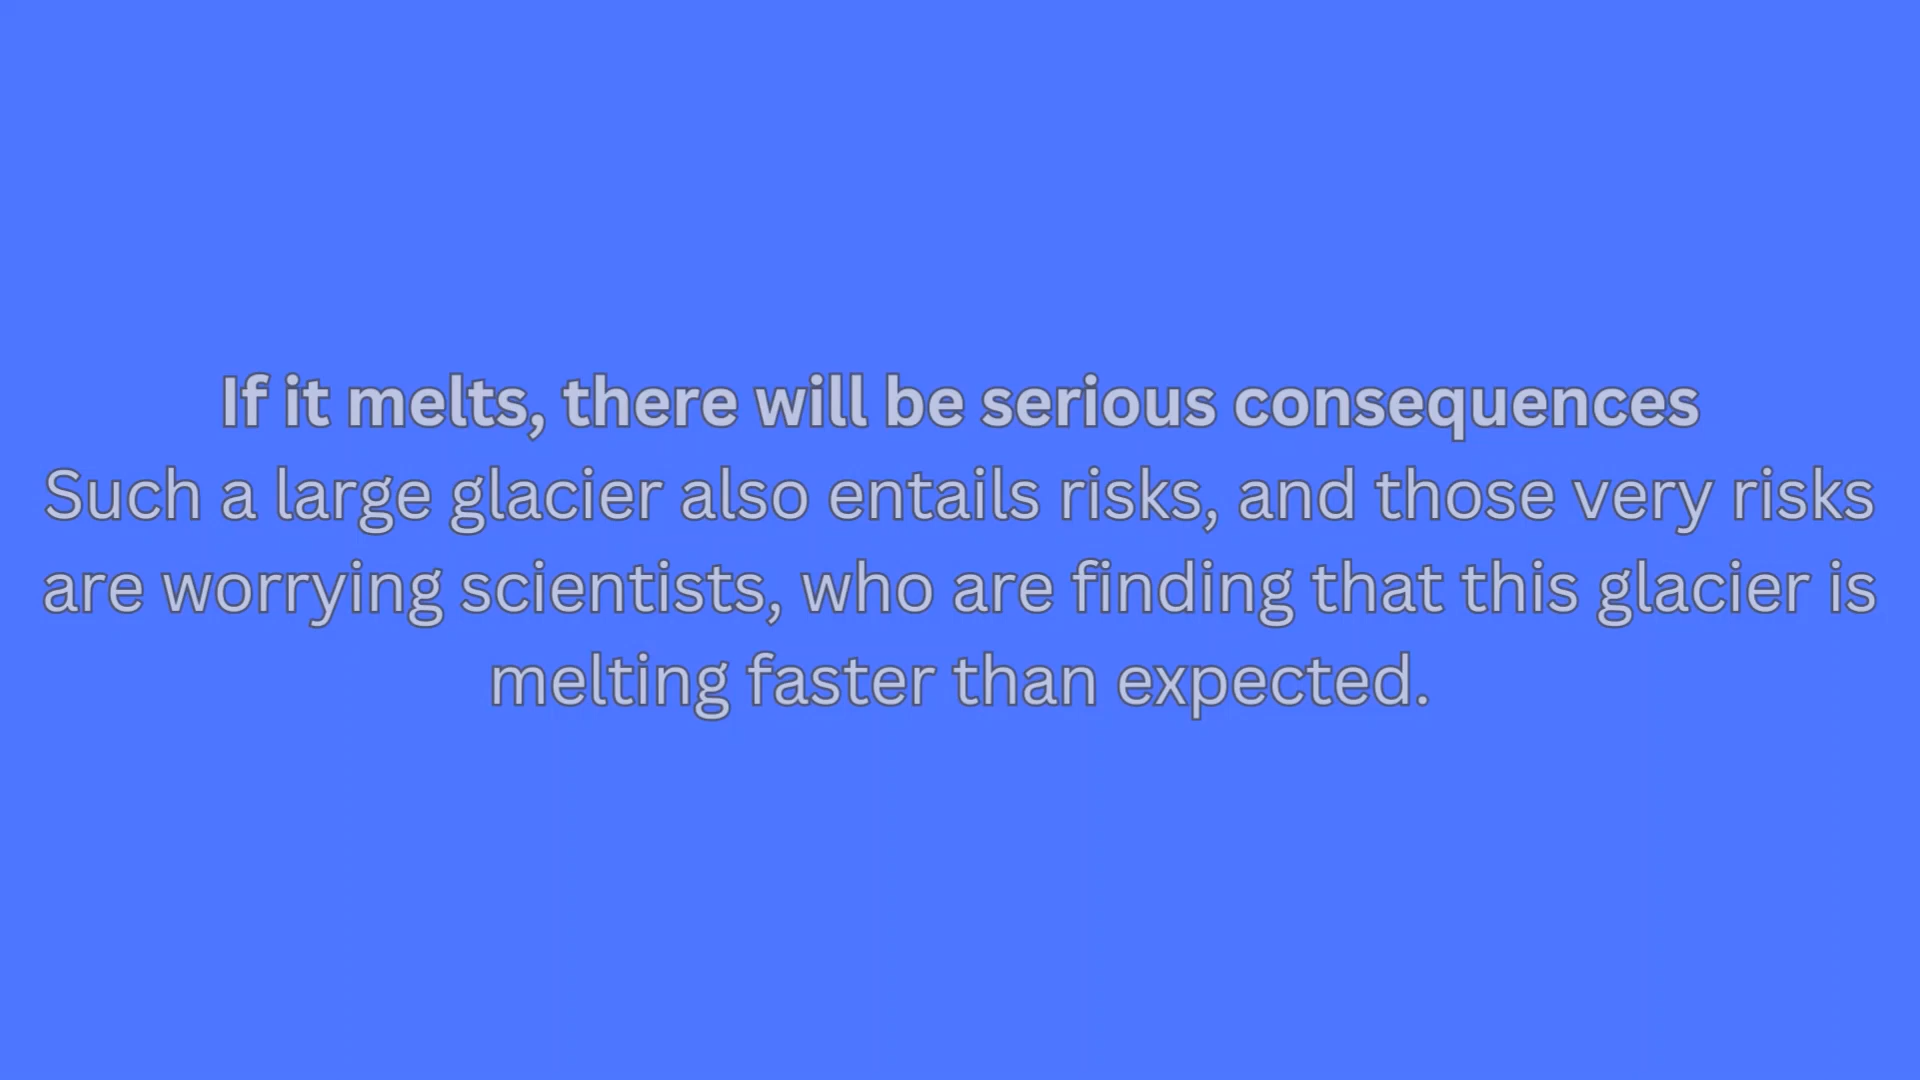 If it melts, there will be serious consequences
Such a large glacier also entails risks, and those very risks
are worrying scientists, who are finding that this glacier is
melting faster than expected.